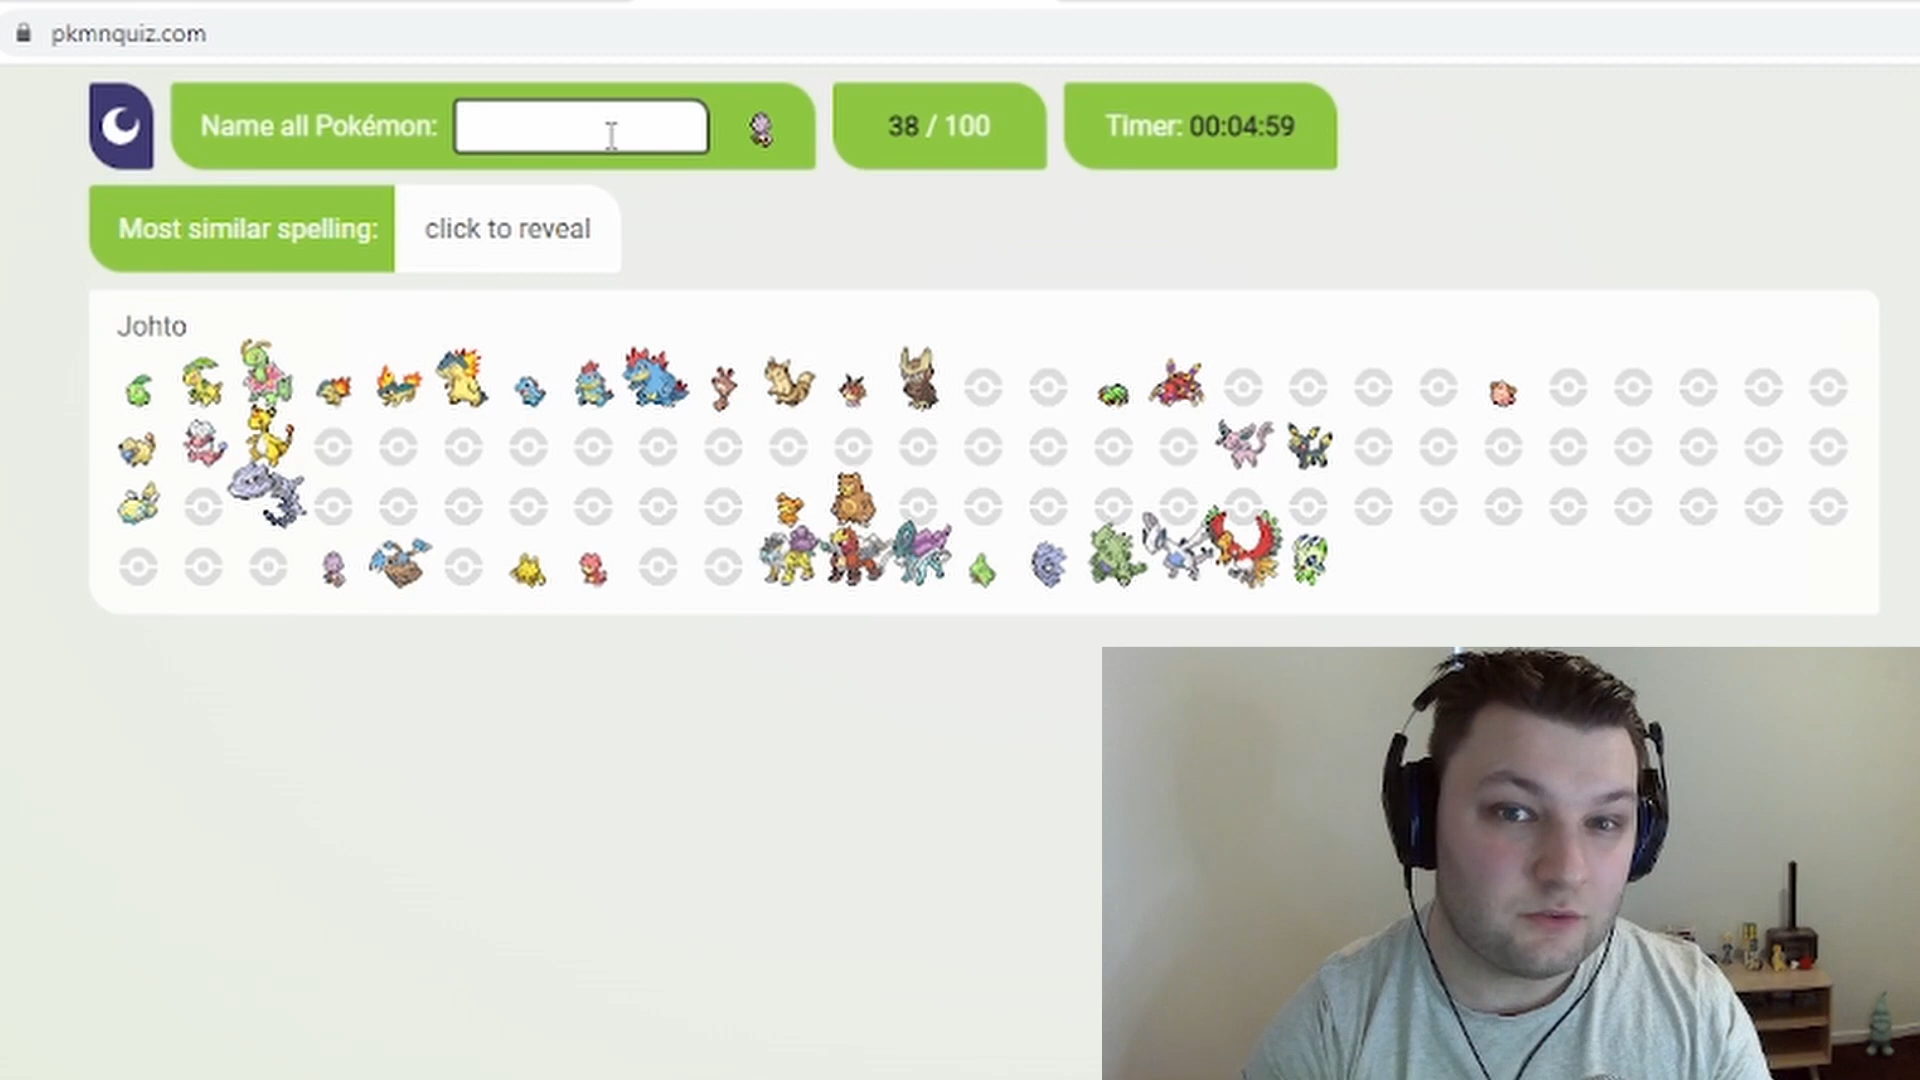 pkmnquiz.com
Name all Pokémon:
38 / 100
Timer: 00:04:59
Most similar spelling:
click to reveal
Johto